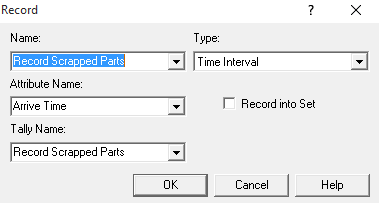 Record
?
Name:
Type:
Record Scrapped Parts
Time Interval
Attribute Name:
Arrive Time
Record into Set
Tally Name:
Record Scrapped Parts
OK
Cancel
Help